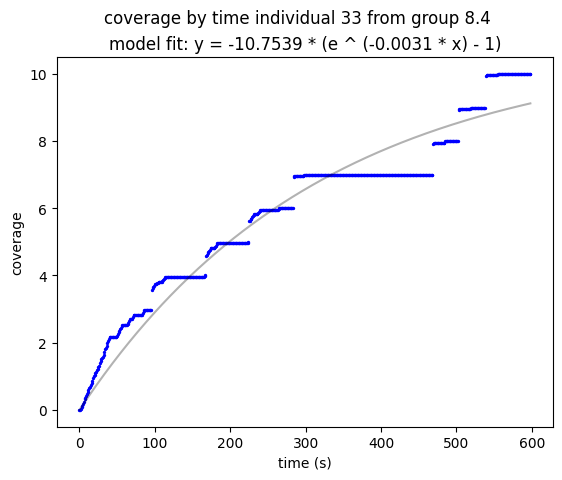 coverage by time individual 33 from group 8.4
model fit: y = -10.7539 * (e ^ (-0.0031 * x) - 1)
10
8
6
4
2
0
coverage
0 100 200 300 400 500 600
time (s)